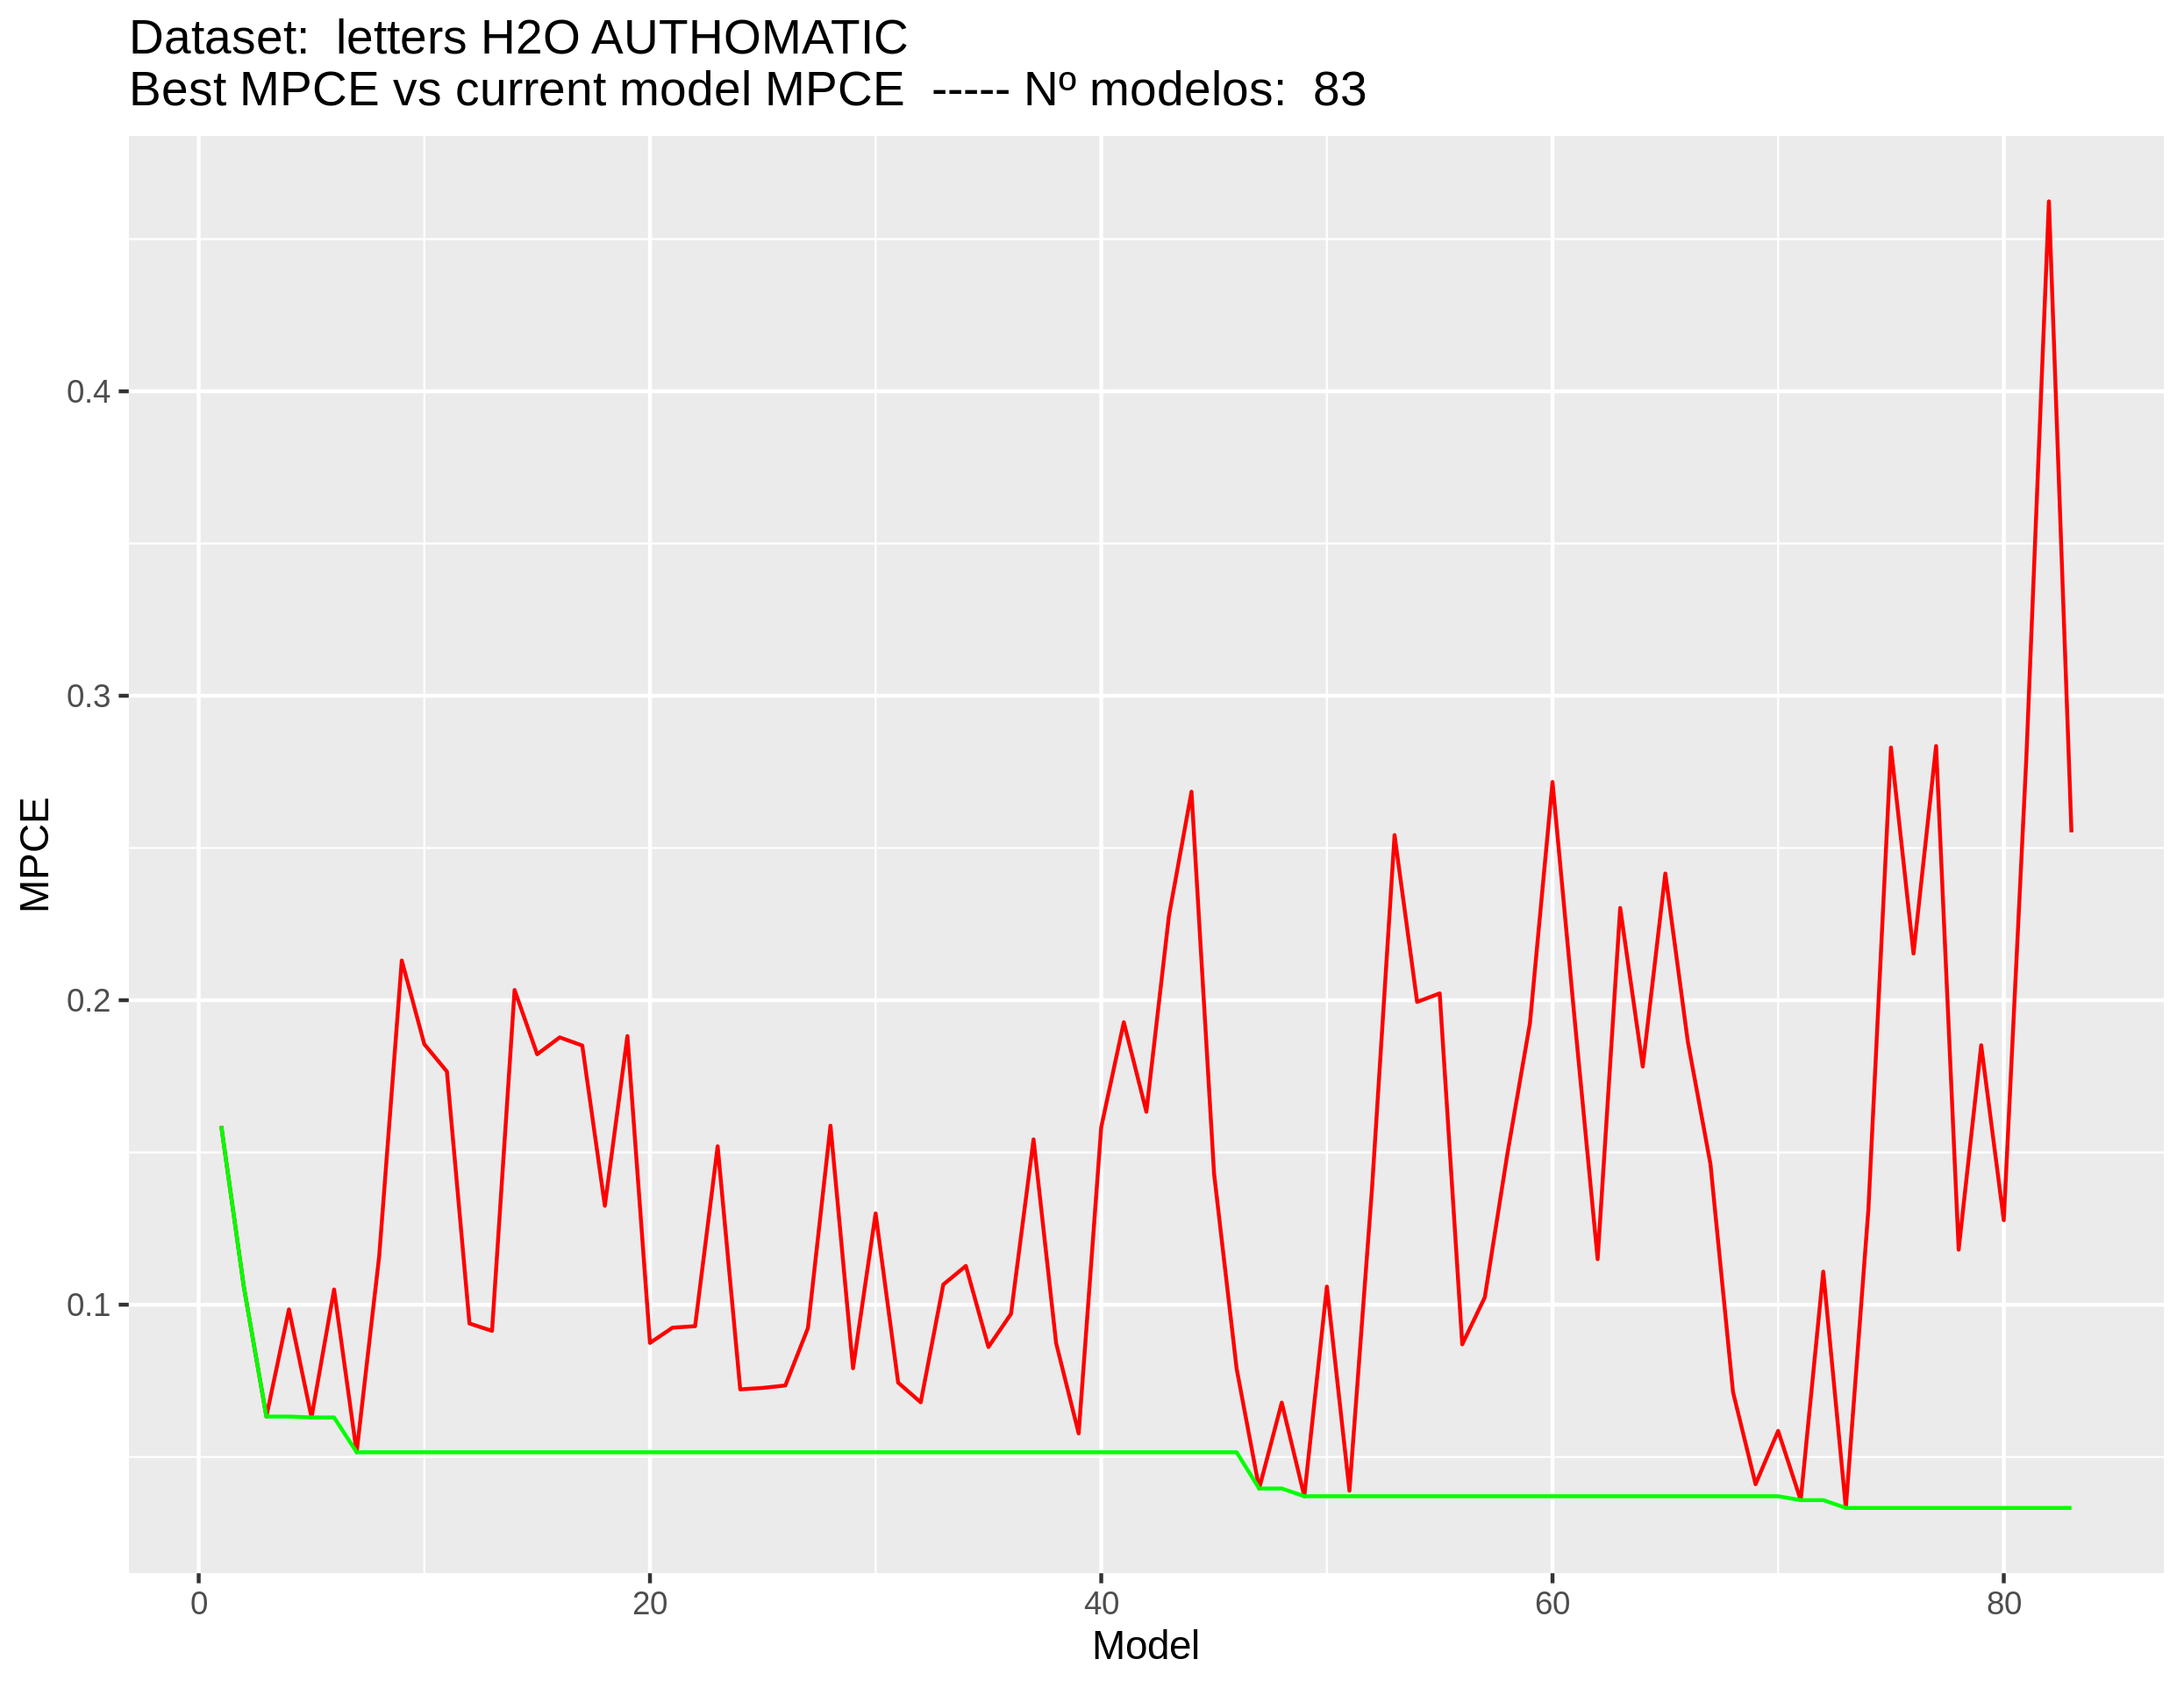 Dataset:  letters H2O AUTHOMATIC
Best MPCE vs current model MPCE  ----- Nº modelos:  83
MPCE
0.4
0.3
0.2
0.1
0 20 40 60 80
Model